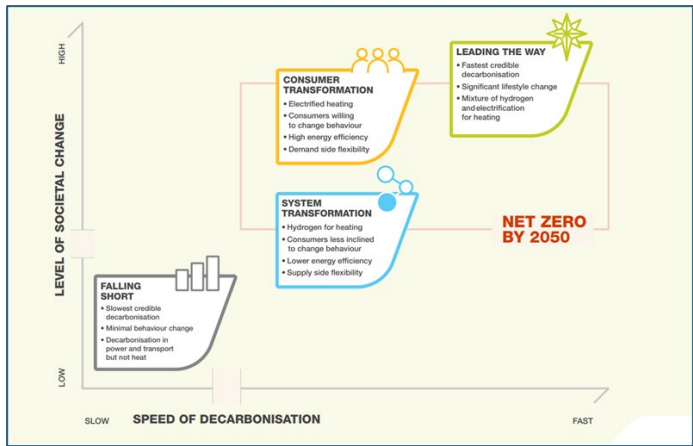 HIGH
LEVEL OF SOCIETAL CHANGE
LOW
CONSUMER
TRANSFORMATION
• Electrified heating
• Consumers willing
to change behaviour
• High energy efficiency
• Demand side flexibility
LEADING THE WAY
• Fastest credible
decarbonisation
• Significant lifestyle change
• Mixture of hydrogen
and electrification
for heating
SYSTEM
TRANSFORMATION
• Hydrogen for heating
• Consumers less inclined
to change behaviour
• Lower energy efficiency
• Supply side flexibility
NET ZERO
BY 2050
FALLING
SHORT
• Slowest credible
decarbonisation
• Minimal behaviour change
• Decarbonisation in
power and transport
but not heat
SLOW
SPEED OF DECARBONISATION
FAST